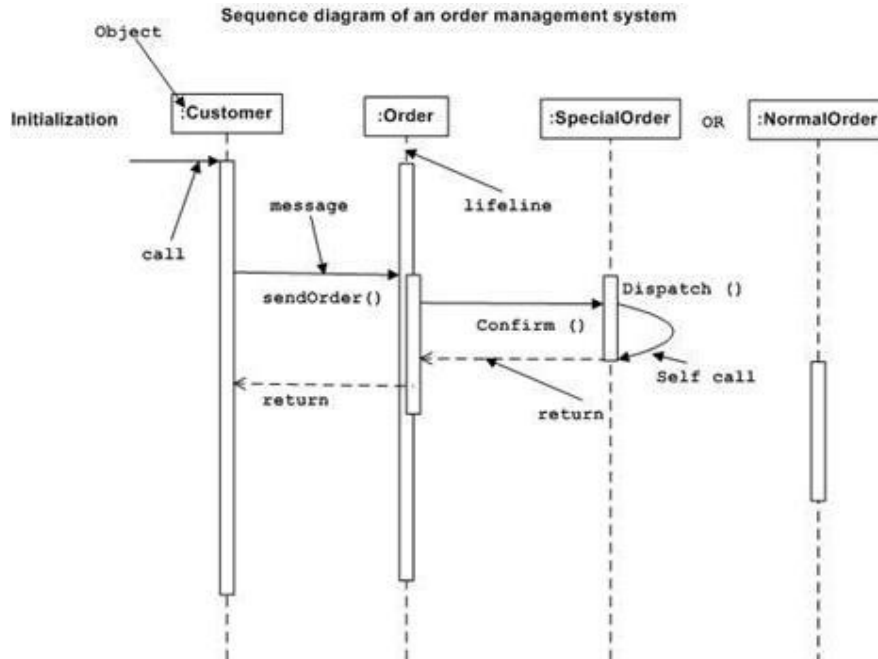 Sequence diagram of an order management system
Object
Initialization
:Customer
:Order
:SpecialOrder
OR
:NormalOrder
message
lifeline
call
sendOrder()
Dispatch ()
Confirm ()
Self call
return
return